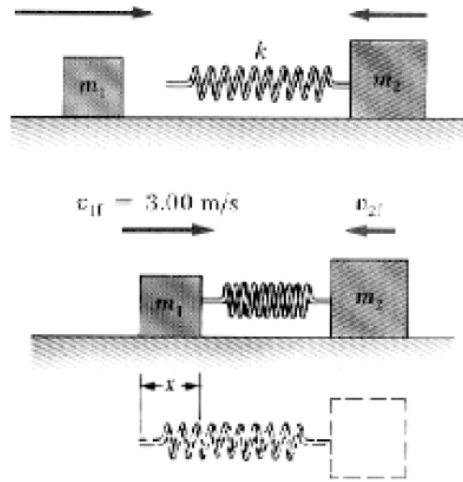 k
m₁ m₂
v₁f = 3.00 m/s v₂f
m₁ m₂
x